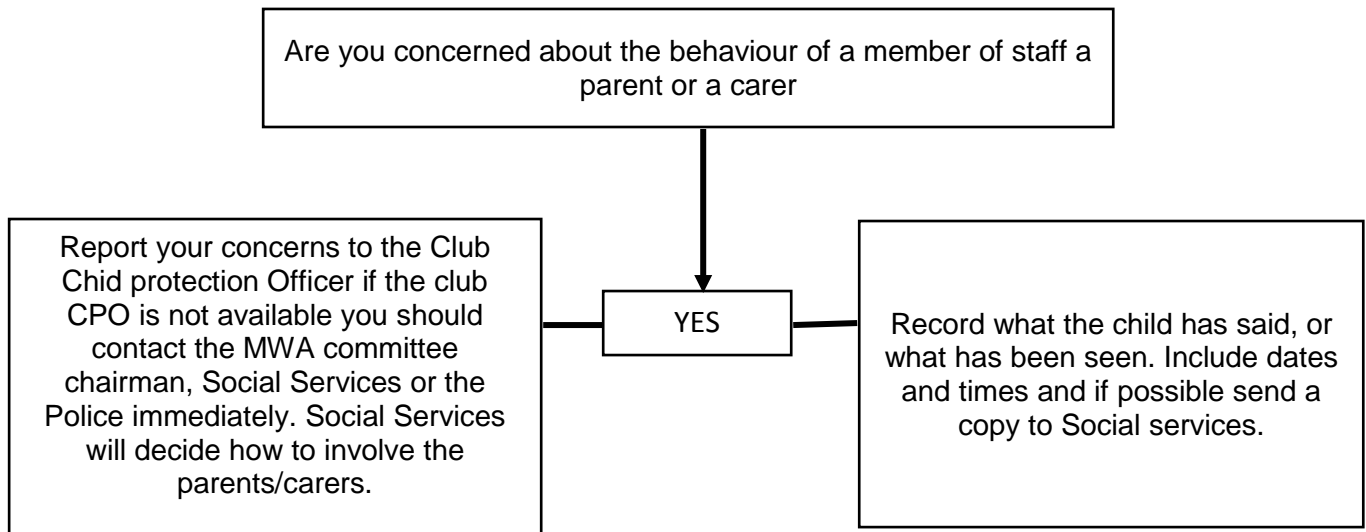 Are you concerned about the behaviour of a member of staff a
parent or a carer
Report your concerns to the Club
Chid protection Officer if the club
CPO is not available you should
contact the MWA committee
chairman, Social Services or the
Police immediately. Social Services
will decide how to involve the
parents/carers.
YES
Record what the child has said, or
what has been seen. Include dates
and times and if possible send a
copy to Social services.